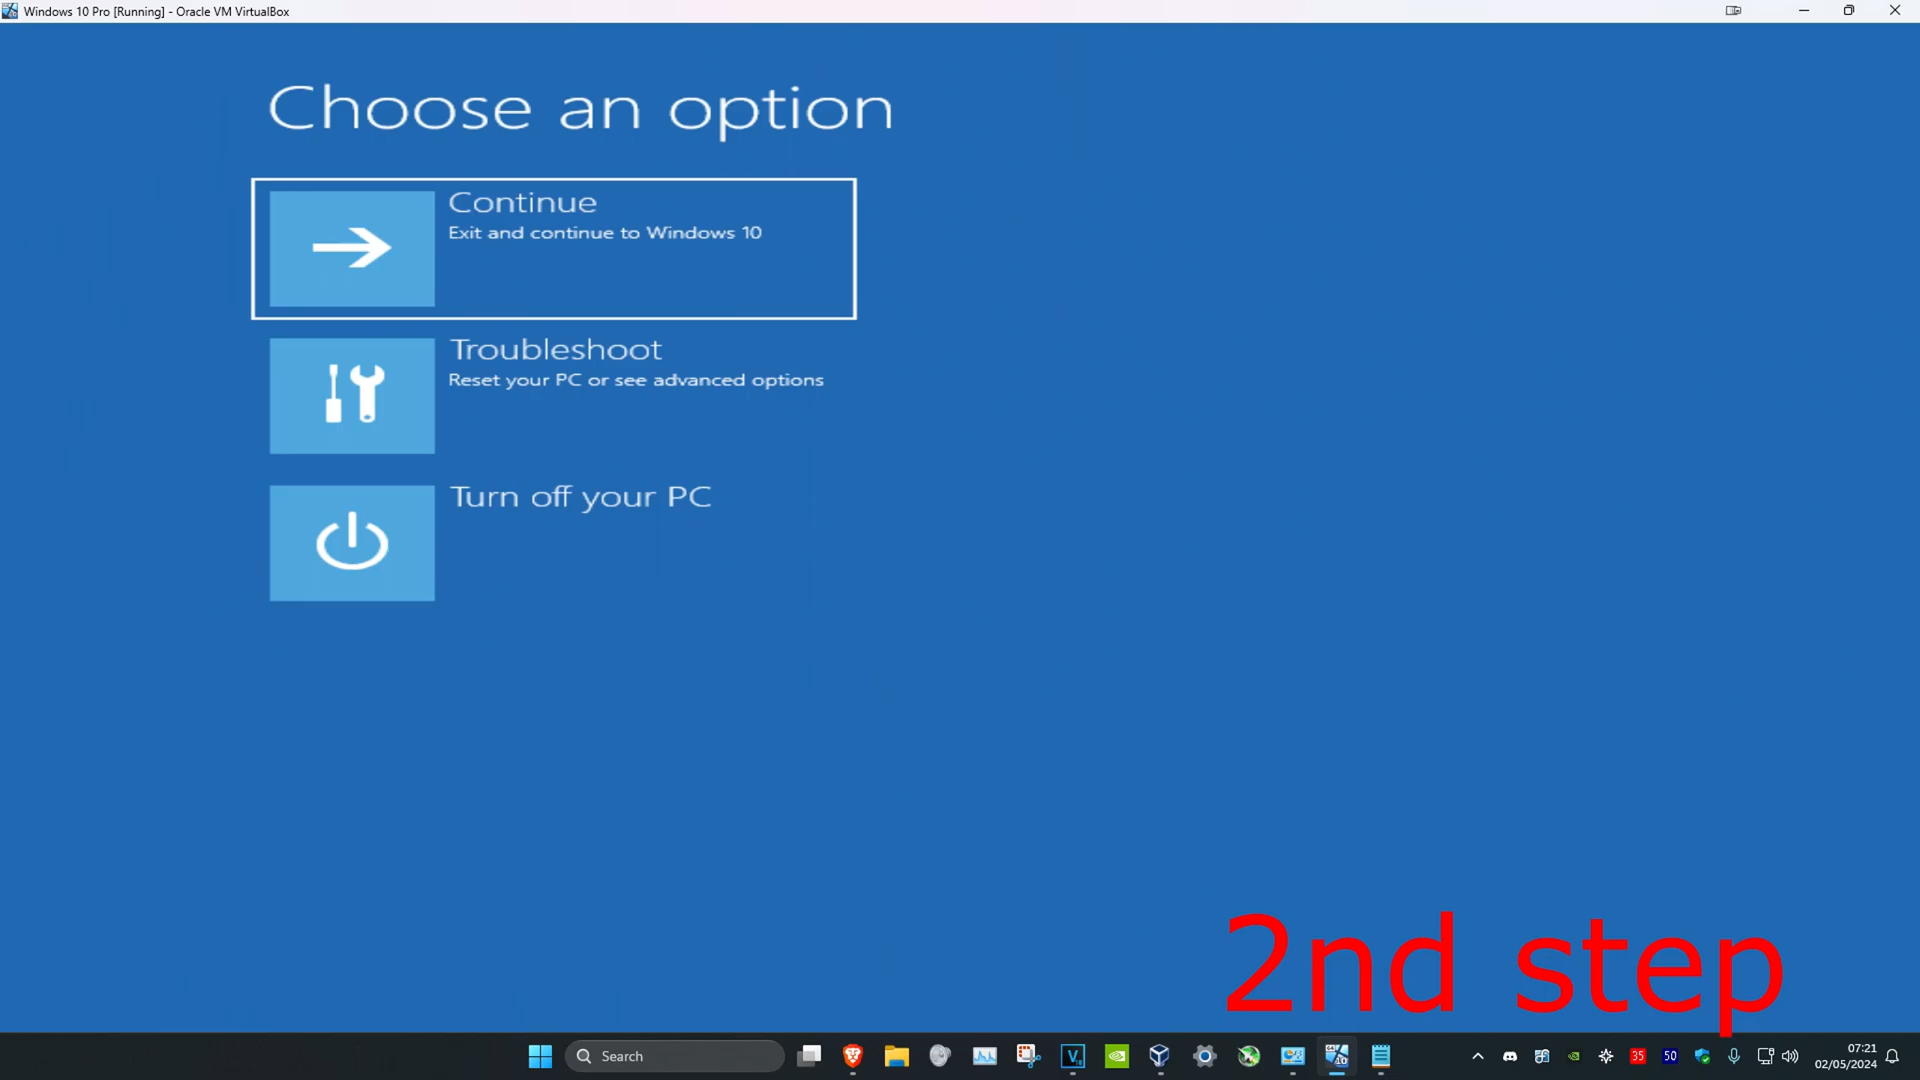 Windows 10 Pro [Running] - Oracle VM VirtualBox
Choose an option
Continue
Exit and continue to Windows 10
Troubleshoot
Reset your PC or see advanced options
Turn off your PC
2nd step
Search
35
50
07:21
02/05/2024